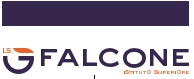 I.S. FALCONE
ISTITUTO SUPERIORE